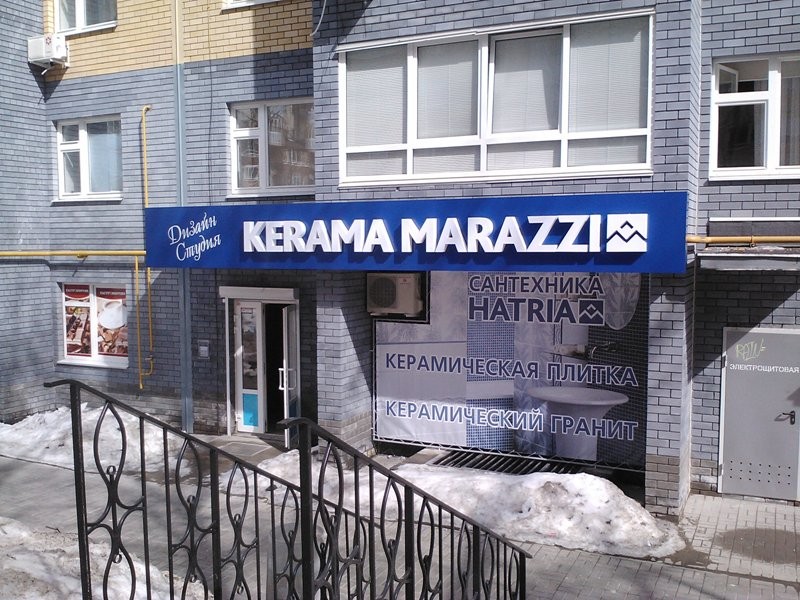 Дизайн
Студия
KERAMA MARAZZI
САНТЕХНИКА
HATRIA
КЕРАМИЧЕСКАЯ ПЛИТКА
КЕРАМИЧЕСКИЙ ГРАНИТ
ЭЛЕКТРОЩИТОВАЯ